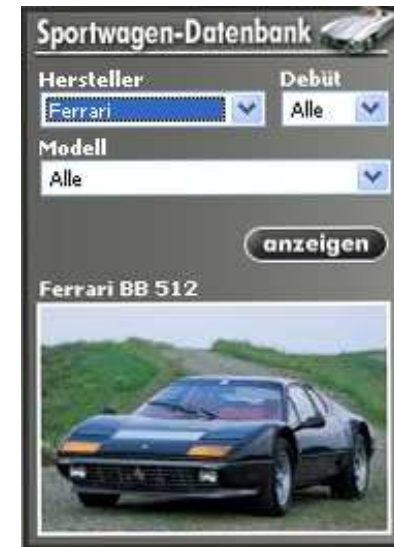 Sportwagen-Datenbank
Hersteller Debüt
Ferrari Alle
Modell
Alle
anzeigen
Ferrari BB 512